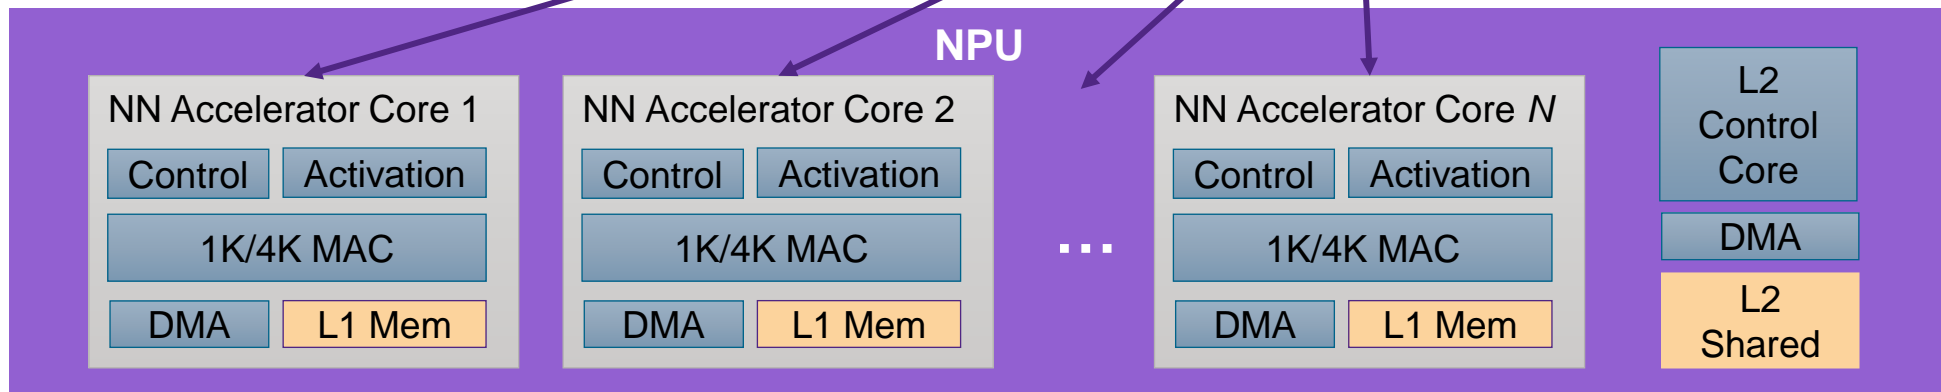 NPU
NN Accelerator Core 1
Control
Activation
1K/4K MAC
DMA
L1 Mem
NN Accelerator Core 2
Control
Activation
1K/4K MAC
DMA
L1 Mem
...
NN Accelerator Core N
Control
Activation
1K/4K MAC
DMA
L1 Mem
L2
Control
Core
DMA
L2
Shared